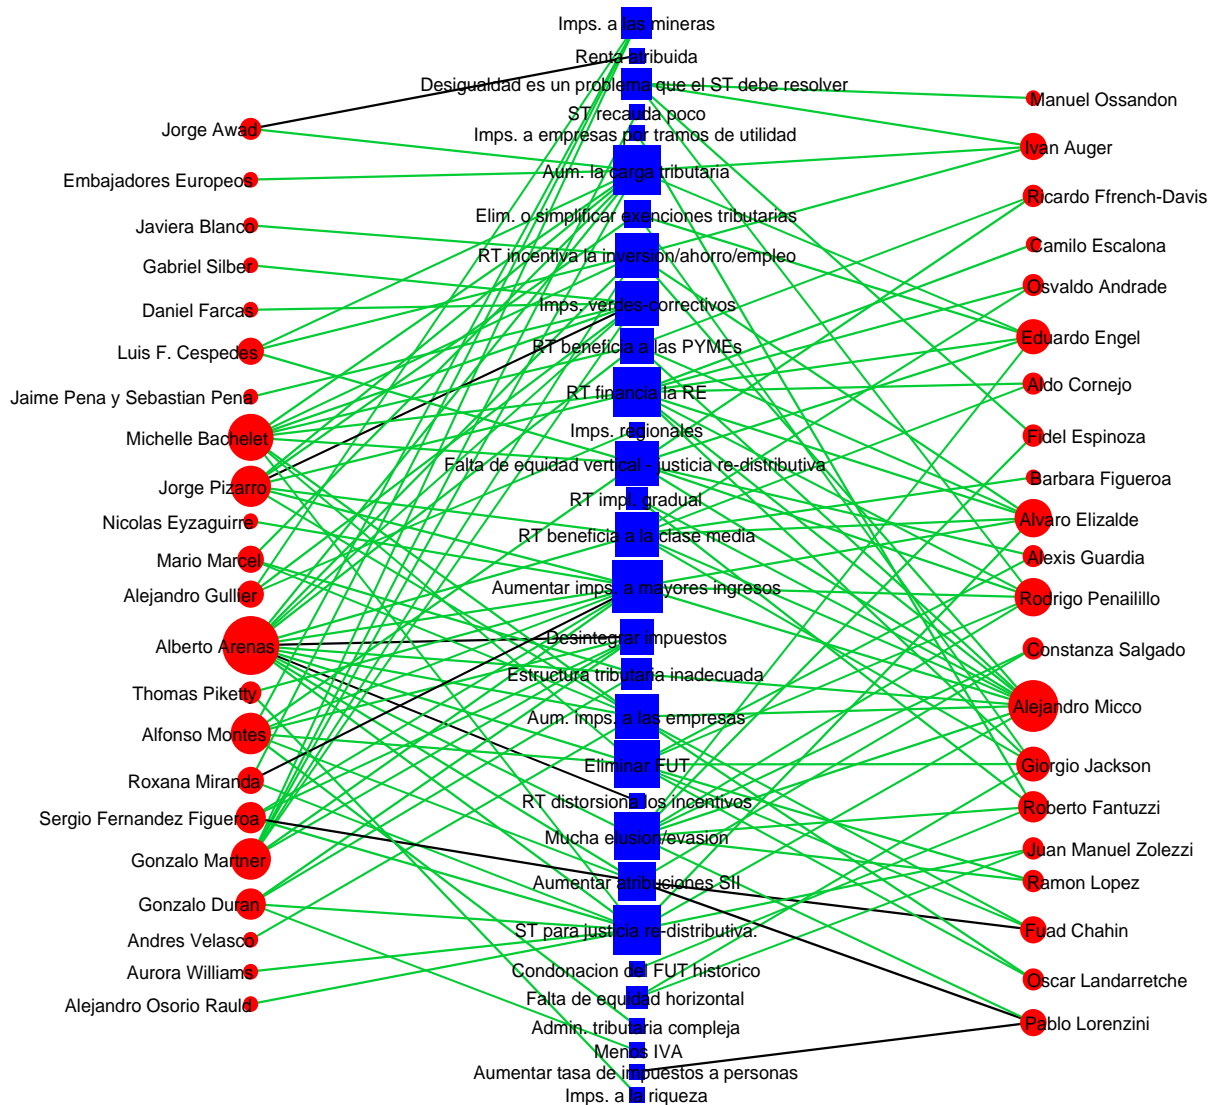 Imps. a las mineras
Renta atribuida
Desigualdad es un problema que el ST debe resolver
ST recauda poco
Imps. a empresas por tramos de utilidad
Aum. la carga tributaria
Elim. o simplificar exenciones tributarias
RT incentiva la inversion/ahorro/empleo
Imps. verdes-correctivos
RT beneficia a las PYMEs
RT financia la RE
Imps. regionales
Falta de equidad vertical - justicia re-distributiva
RT impl. gradual
RT beneficia a la clase media
Aumentar imps. a mayores ingresos
Desintegrar impuestos
Estructura tributaria inadecuada
Aum. imps. a las empresas
Eliminar FUT
RT distorsiona los incentivos
Mucha elusion/evasion
Aumentar atribuciones SII
ST para justicia re-distributiva.
Condonacion del FUT historico
Falta de equidad horizontal
Admin. tributaria compleja
Menos IVA
Aumentar tasa de impuestos a personas
Imps. a la riqueza
Jorge Awad
Embajadores Europeos
Javiera Blanco
Gabriel Silber
Daniel Farcas
Luis F. Cespedes
Jaime Pena y Sebastian Pena
Michelle Bachelet
Jorge Pizarro
Nicolas Eyzaguirre
Mario Marcel
Alejandro Gullier
Alberto Arenas
Thomas Piketty
Alfonso Montes
Roxana Miranda
Sergio Fernandez Figueroa
Gonzalo Martner
Gonzalo Duran
Andres Velasco
Aurora Williams
Alejandro Osorio Rauld
Manuel Ossandon
Ivan Auger
Ricardo Ffrench-Davis
Camilo Escalona
Osvaldo Andrade
Eduardo Engel
Aldo Cornejo
Fidel Espinoza
Barbara Figueroa
Alvaro Elizalde
Alexis Guardia
Rodrigo Penailillo
Constanza Salgado
Alejandro Micco
Giorgio Jackson
Roberto Fantuzzi
Juan Manuel Zolezzi
Ramon Lopez
Fuad Chahin
Oscar Landarretche
Pablo Lorenzini